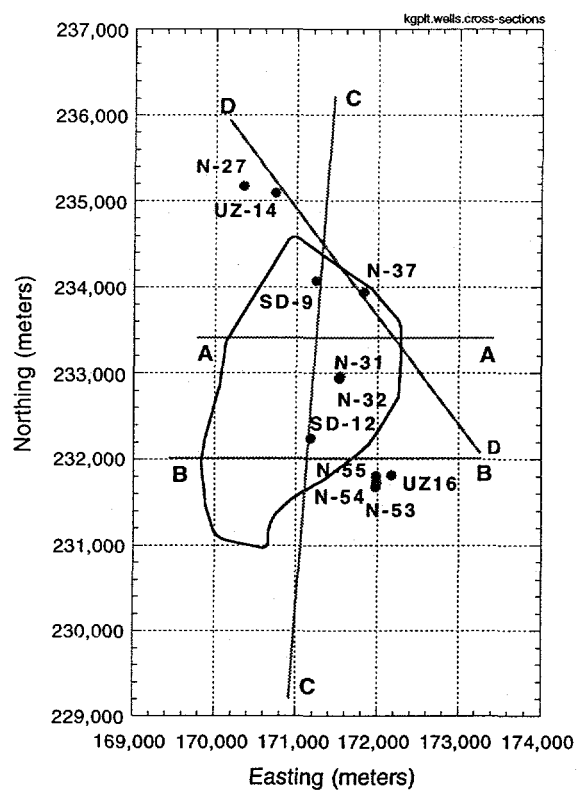 kgplt.wells.cross-sections
237,000
236,000
235,000
234,000
233,000
232,000
231,000
230,000
229,000
Northing (meters)
D
C
N-27
UZ-14
N-37
SD-9
A
A
N-31
N-32
SD-12
D
B
B
N-55
UZ16
N-54
N-53
C
169,000 170,000 171,000 172,000 173,000 174,000
Easting (meters)